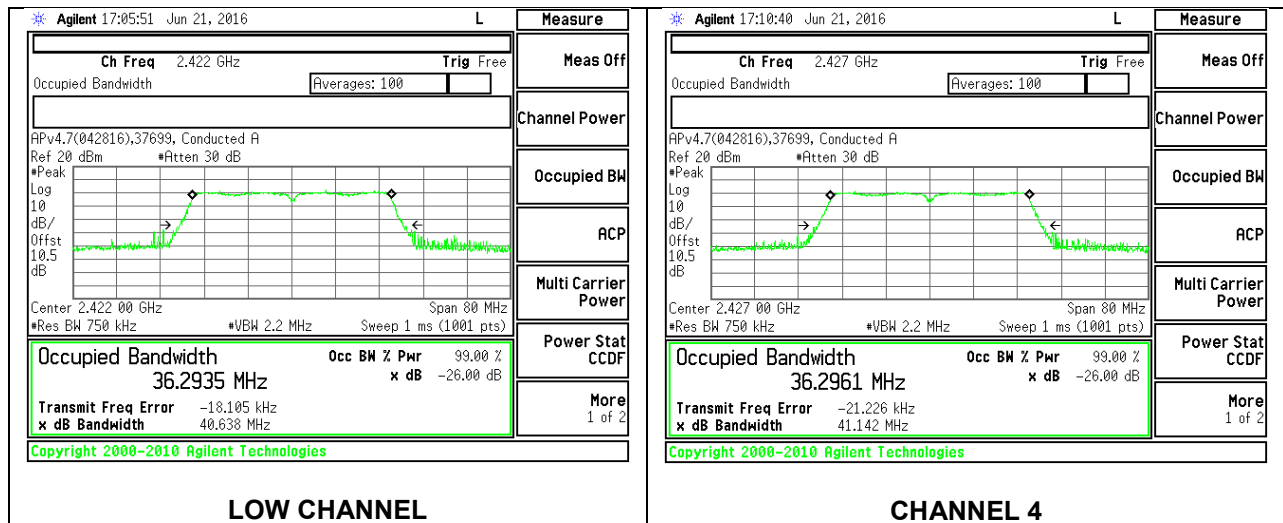 Agilent 17:05:51 Jun 21, 2016 L Measure
Ch Freq 2.422 GHz Trig Free
Occupied Bandwidth Averages: 100
APv4.7(042816),37699, Conducted A
Ref 20 dBm #Atten 30 dB
#Peak
Log
10
dB/
Offst
10.5
dB
Center 2.422 00 GHz Span 80 MHz
#Res BW 750 kHz #VBW 2.2 MHz Sweep 1 ms (1001 pts)
Occupied Bandwidth Occ BW % Pwr 99.00 %
36.2935 MHz x dB -26.00 dB
Transmit Freq Error -18.105 kHz
x dB Bandwidth 40.638 MHz
Copyright 2000-2010 Agilent Technologies
Meas Off
Channel Power
Occupied BW
ACP
Multi Carrier
Power
Power Stat
CCDF
More
1 of 2
LOW CHANNEL
Agilent 17:10:40 Jun 21, 2016 L Measure
Ch Freq 2.427 GHz Trig Free
Occupied Bandwidth Averages: 100
APv4.7(042816),37699, Conducted A
Ref 20 dBm #Atten 30 dB
#Peak
Log
10
dB/
Offst
10.5
dB
Center 2.427 00 GHz Span 80 MHz
#Res BW 750 kHz #VBW 2.2 MHz Sweep 1 ms (1001 pts)
Occupied Bandwidth Occ BW % Pwr 99.00 %
36.2961 MHz x dB -26.00 dB
Transmit Freq Error -21.226 kHz
x dB Bandwidth 41.142 MHz
Copyright 2000-2010 Agilent Technologies
Meas Off
Channel Power
Occupied BW
ACP
Multi Carrier
Power
Power Stat
CCDF
More
1 of 2
CHANNEL 4